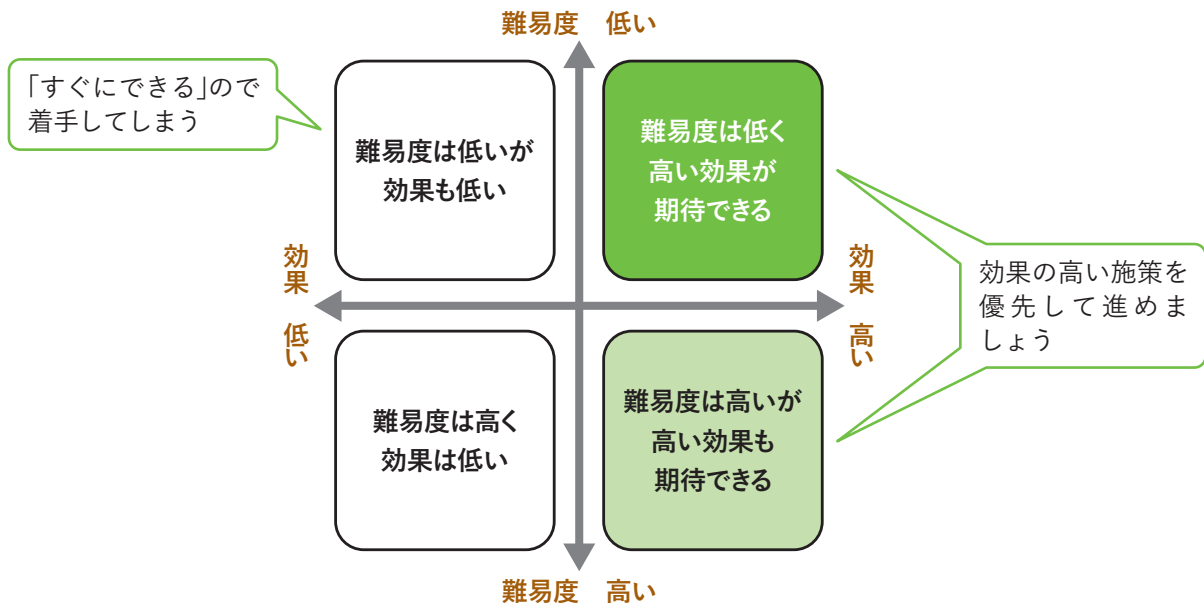 難易度 低い
「すぐにできる」ので
着手してしまう
難易度は低いが
効果も低い
難易度は低く
高い効果が
期待できる
効果 低い
効果 高い
効果の高い施策を
優先して進めま
しょう
難易度は高く
効果は低い
難易度は高いが
高い効果も
期待できる
難易度 高い